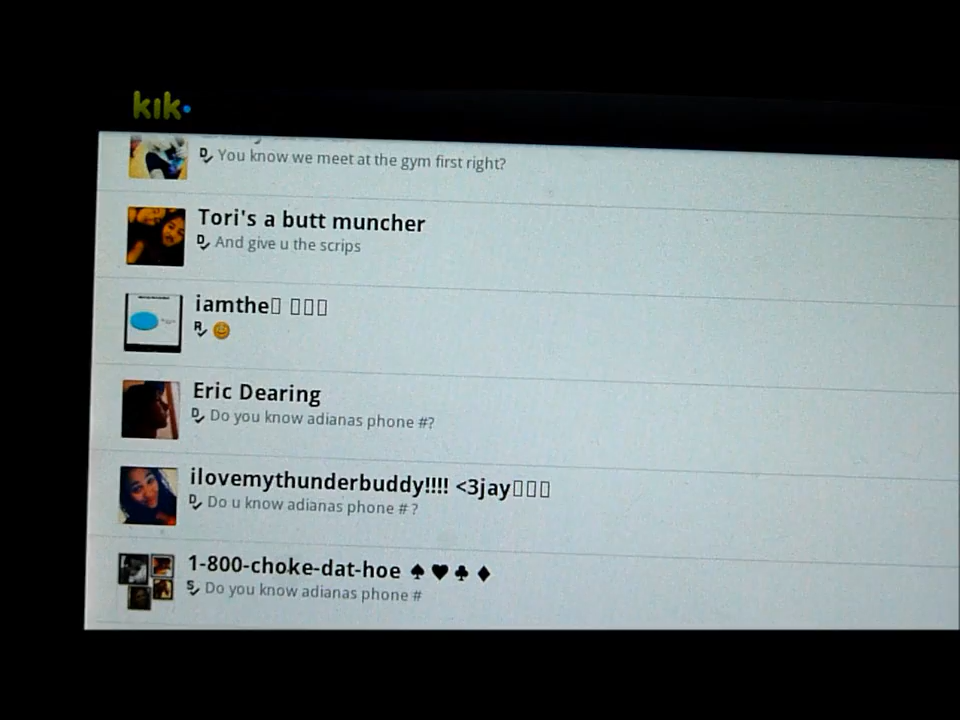 kik
D You know we meet at the gym first right?
Tori's a butt muncher
D And give u the scrips
iamthe▯ ▯▯▯
R 😊
Eric Dearing
D Do you know adianas phone #?
ilovemythunderbuddy!!!! <3jay▯▯▯
D Do u know adianas phone # ?
1-800-choke-dat-hoe ♠ ♥ ♣ ♦
S Do you know adianas phone #